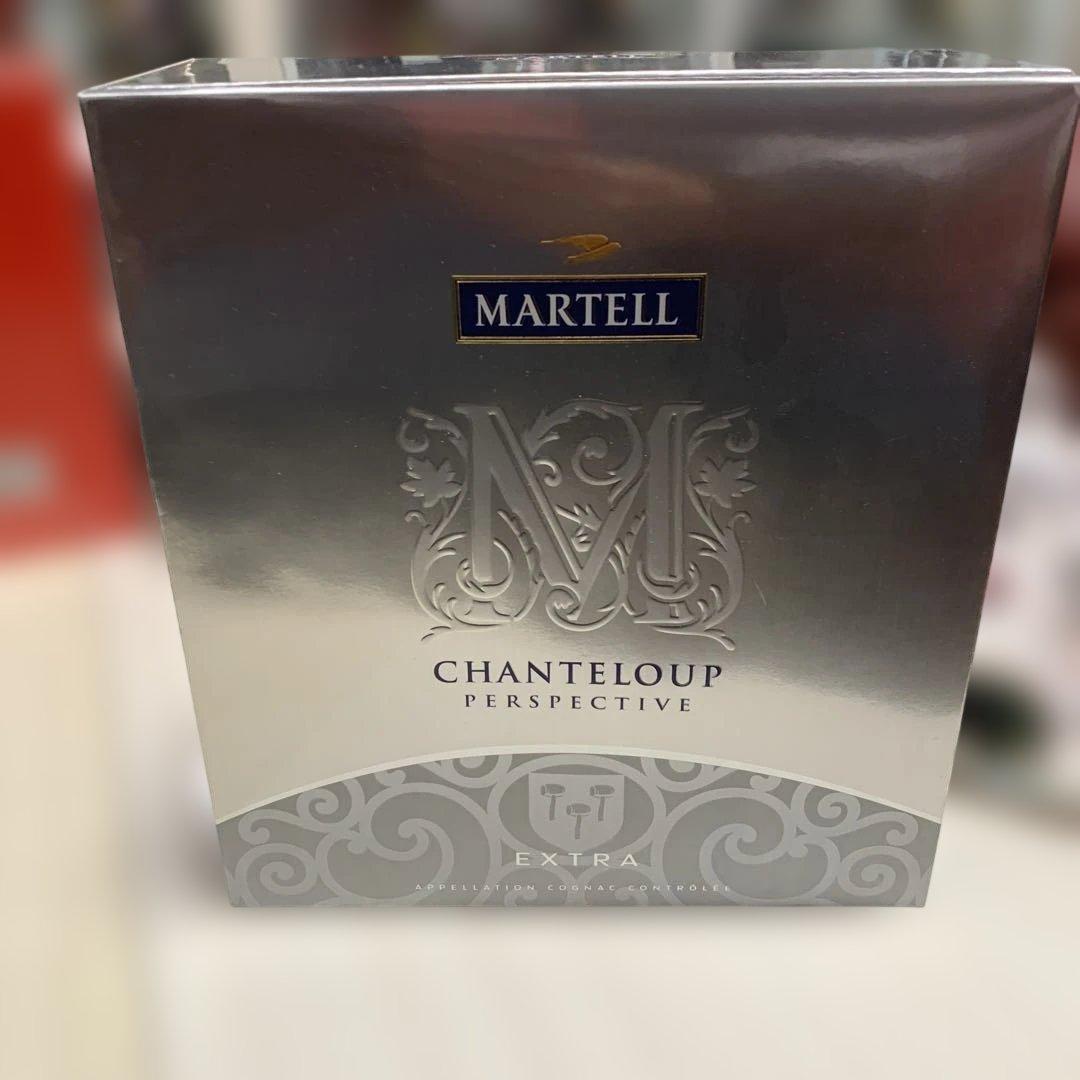 MARTELL
M
CHANTELOUP
PERSPECTIVE
EXTRA
APPELLATION COGNAC CONTRÔLÉE